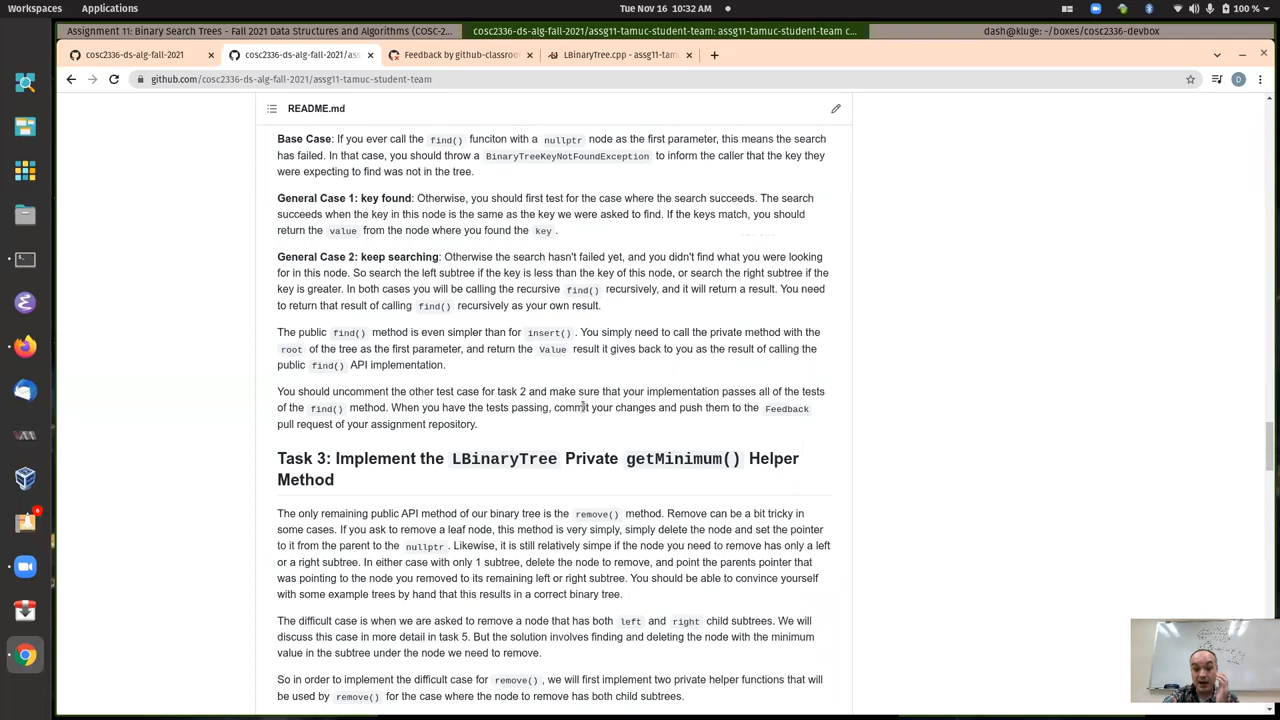 Workspaces Applications Tue Nov 16 10:32 AM 100 %
Assignment 11: Binary Search Trees - Fall 2021 Data Structures and Algorithms (COSC-2... cosc2336-ds-alg-fall-2021/assg11-tamuc-student-team: assg11-tamuc-student-team c... dash@kluge: ~/boxes/cosc2336-devbox
cosc2336-ds-alg-fall-2021 cosc2336-ds-alg-fall-2021/ass Feedback by github-classroo LBinaryTree.cpp - assg11-tam
github.com/cosc2336-ds-alg-fall-2021/assg11-tamuc-student-team
D
README.md
Base Case: If you ever call the find() funciton with a nullptr node as the first parameter, this means the search
has failed. In that case, you should throw a BinaryTreeKeyNotFoundException to inform the caller that the key they
were expecting to find was not in the tree.
General Case 1: key found: Otherwise, you should first test for the case where the search succeeds. The search
succeeds when the key in this node is the same as the key we were asked to find. If the keys match, you should
return the value from the node where you found the key .
General Case 2: keep searching: Otherwise the search hasn't failed yet, and you didn't find what you were looking
for in this node. So search the left subtree if the key is less than the key of this node, or search the right subtree if the
key is greater. In both cases you will be calling the recursive find() recursively, and it will return a result. You need
to return that result of calling find() recursively as your own result.
The public find() method is even simpler than for insert() . You simply need to call the private method with the
root of the tree as the first parameter, and return the Value result it gives back to you as the result of calling the
public find() API implementation.
You should uncomment the other test case for task 2 and make sure that your implementation passes all of the tests
of the find() method. When you have the tests passing, commit your changes and push them to the Feedback
pull request of your assignment repository.
Task 3: Implement the LBinaryTree Private getMinimum() Helper
Method
The only remaining public API method of our binary tree is the remove() method. Remove can be a bit tricky in
some cases. If you ask to remove a leaf node, this method is very simply, simply delete the node and set the pointer
to it from the parent to the nullptr . Likewise, it is still relatively simpe if the node you need to remove has only a left
or a right subtree. In either case with only 1 subtree, delete the node to remove, and point the parents pointer that
was pointing to the node you removed to its remaining left or right subtree. You should be able to convince yourself
with some example trees by hand that this results in a correct binary tree.
The difficult case is when we are asked to remove a node that has both left and right child subtrees. We will
discuss this case in more detail in task 5. But the solution involves finding and deleting the node with the minimum
value in the subtree under the node we need to remove.
So in order to implement the difficult case for remove() , we will first implement two private helper functions that will
be used by remove() for the case where the node to remove has both child subtrees.